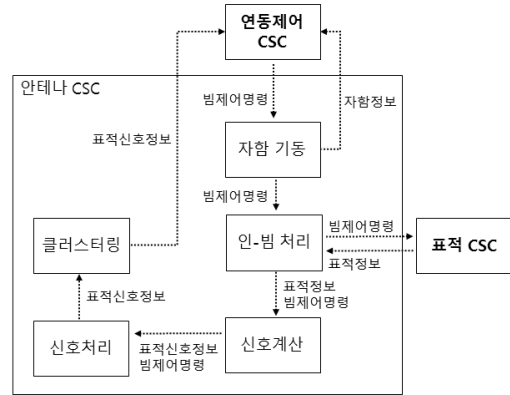 연동제어
CSC
안테나 CSC
빔제어명령
자함정보
표적신호정보
자함 기동
빔제어명령
클러스터링
인-빔 처리
빔제어명령
표적정보
표적 CSC
표적신호정보
표적정보
빔제어명령
신호처리
표적신호정보
빔제어명령
신호계산